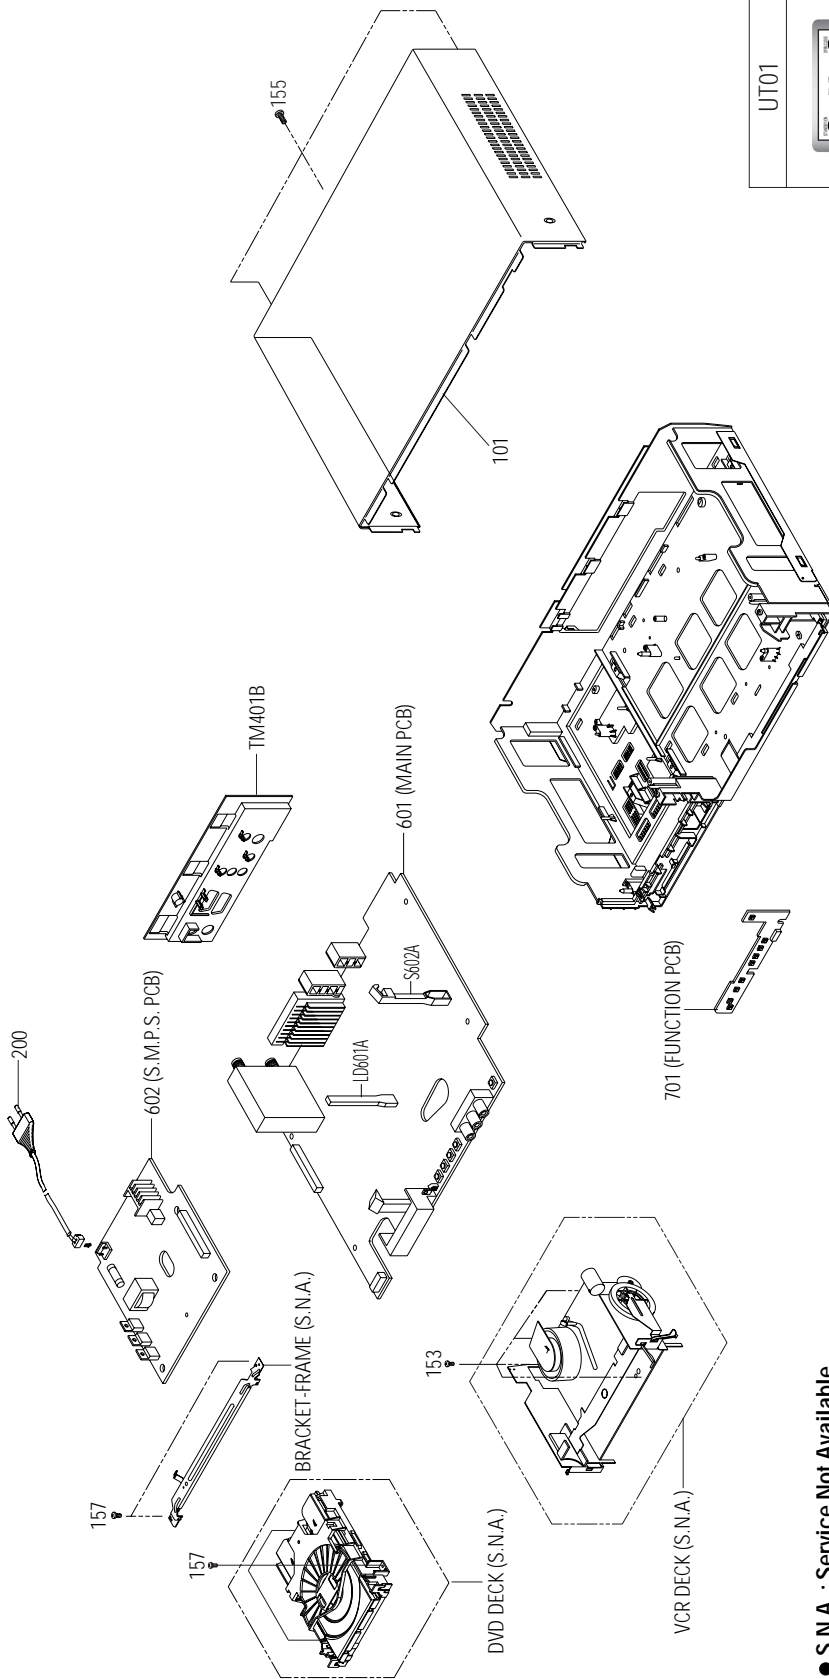 155
UT01
101
TM401B
601 (MAIN PCB)
200
602 (S.M.P.S. PCB)
S602A
LD601A
701 (FUNCTION PCB)
BRACKET-FRAME (S.N.A.)
157
157
153
DVD DECK (S.N.A.)
VCR DECK (S.N.A.)
● S.N.A. : Service Not Available